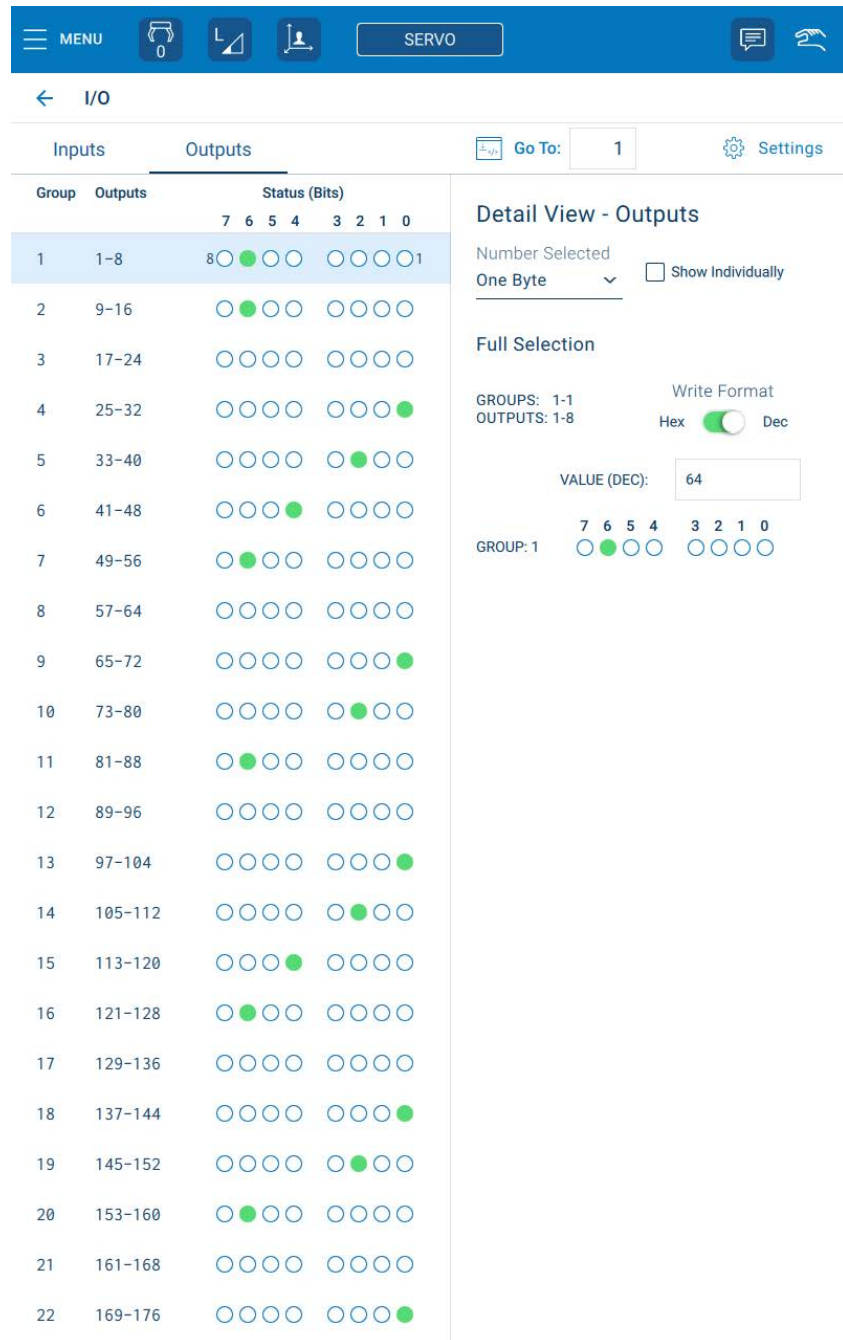 MENU
0
L
SERVO
I/O
Inputs Outputs
Go To: 1 Settings
Group Outputs Status (Bits)
7 6 5 4 3 2 1 0
1 1-8 8 1
2 9-16
3 17-24
4 25-32
5 33-40
6 41-48
7 49-56
8 57-64
9 65-72
10 73-80
11 81-88
12 89-96
13 97-104
14 105-112
15 113-120
16 121-128
17 129-136
18 137-144
19 145-152
20 153-160
21 161-168
22 169-176
Detail View - Outputs
Number Selected
One Byte Show Individually
Full Selection
GROUPS: 1-1 Write Format
OUTPUTS: 1-8 Hex Dec
VALUE (DEC): 64
7 6 5 4 3 2 1 0
GROUP: 1